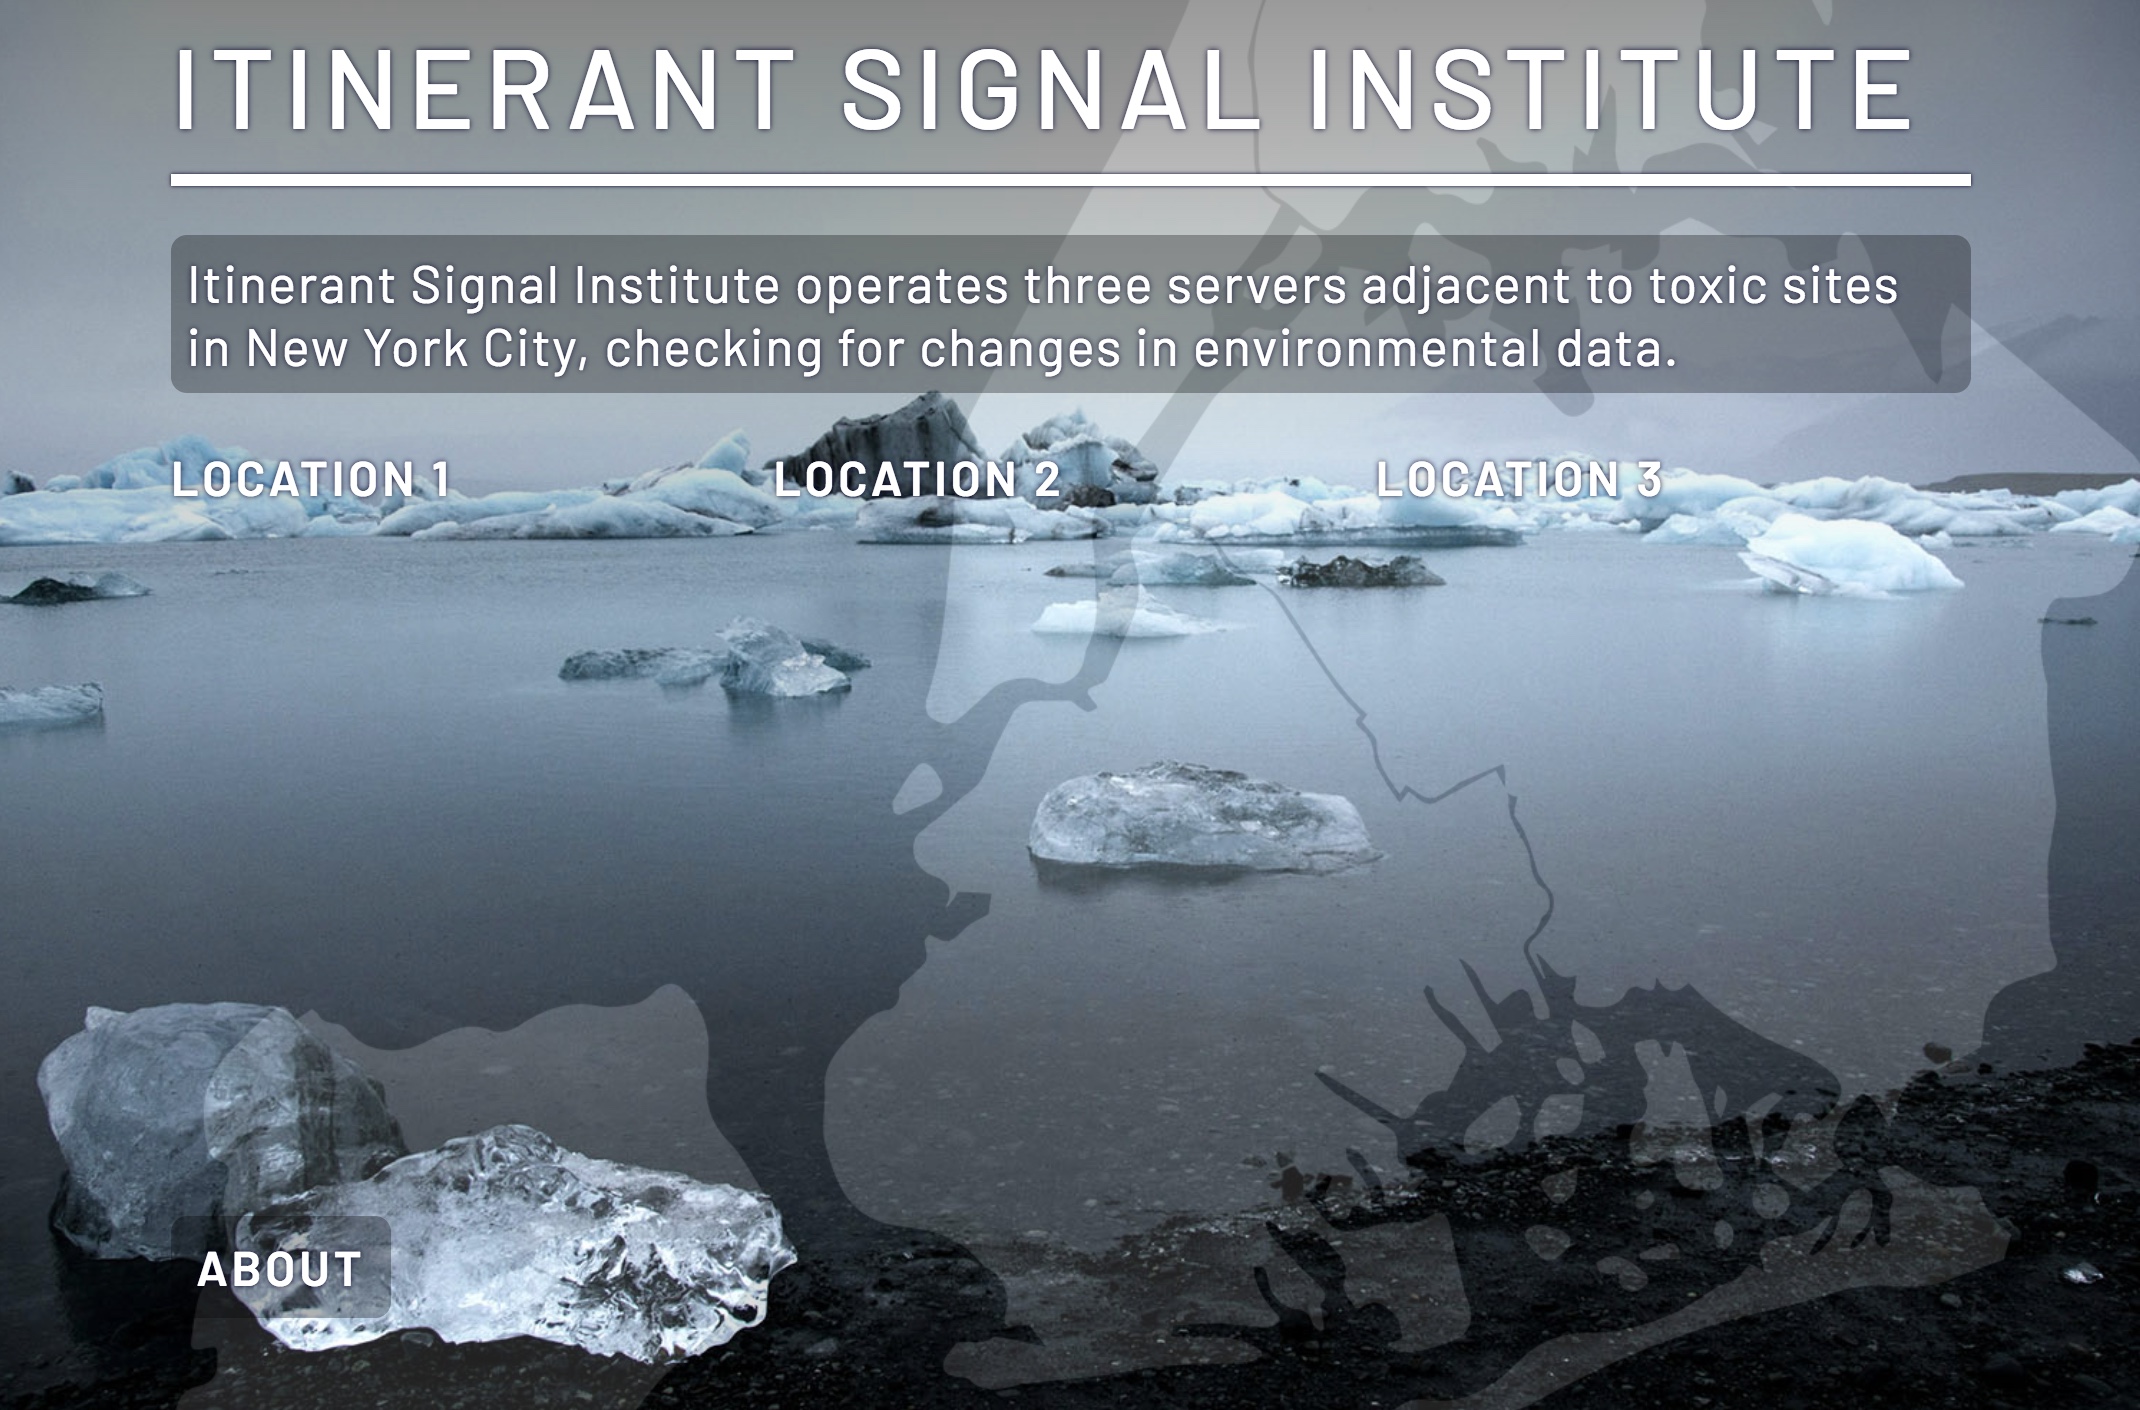 ITINERANT SIGNAL INSTITUTE
Itinerant Signal Institute operates three servers adjacent to toxic sites
in New York City, checking for changes in environmental data.
LOCATION 1
LOCATION 2
LOCATION 3
ABOUT